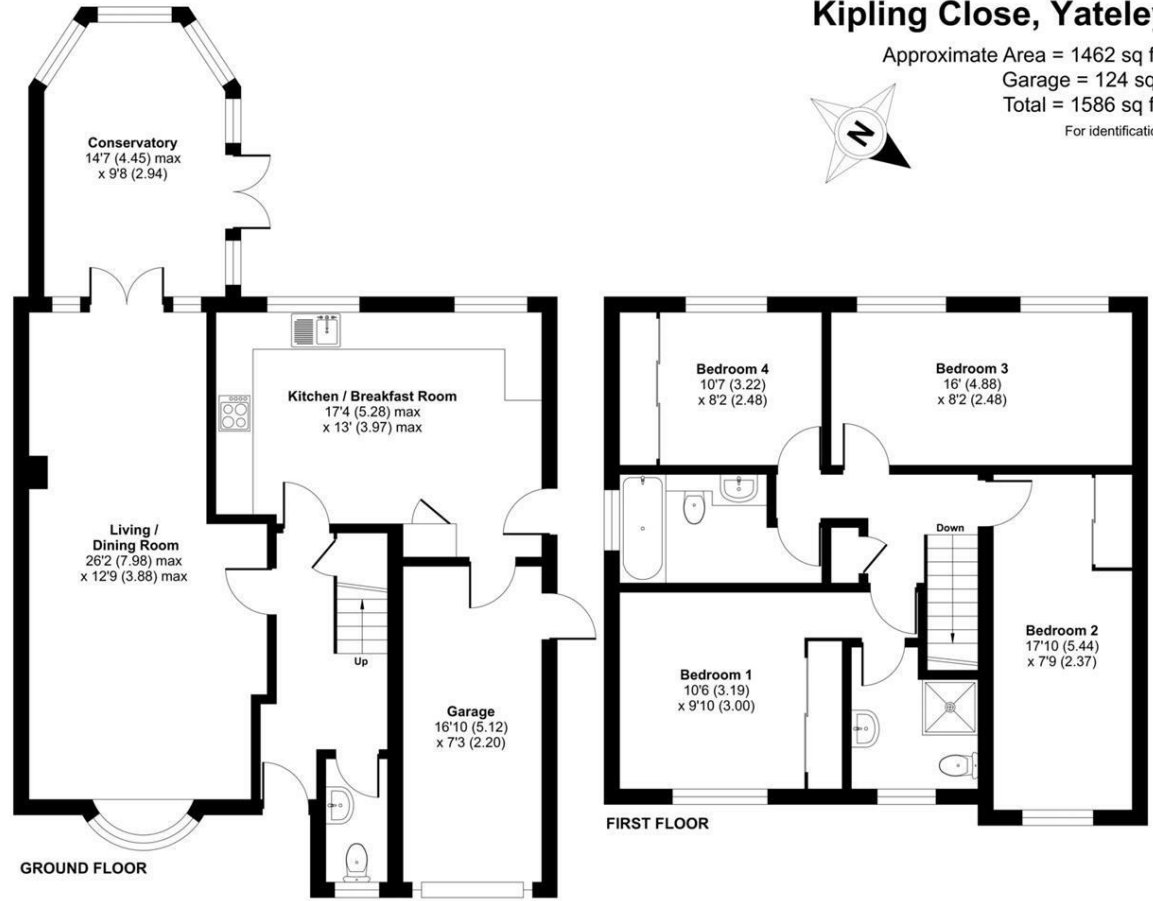 Kipling Close, Yateley
Approximate Area = 1462 sq f
Garage = 124 sq
Total = 1586 sq f
For identificatio
N
Conservatory
14'7 (4.45) max
x 9'8 (2.94)
Kitchen / Breakfast Room
17'4 (5.28) max
x 13' (3.97) max
Living /
Dining Room
26'2 (7.98) max
x 12'9 (3.88) max
Up
Garage
16'10 (5.12)
x 7'3 (2.20)
GROUND FLOOR
Bedroom 4
10'7 (3.22)
x 8'2 (2.48)
Bedroom 3
16' (4.88)
x 8'2 (2.48)
Down
Bedroom 2
17'10 (5.44)
x 7'9 (2.37)
Bedroom 1
10'6 (3.19)
x 9'10 (3.00)
FIRST FLOOR